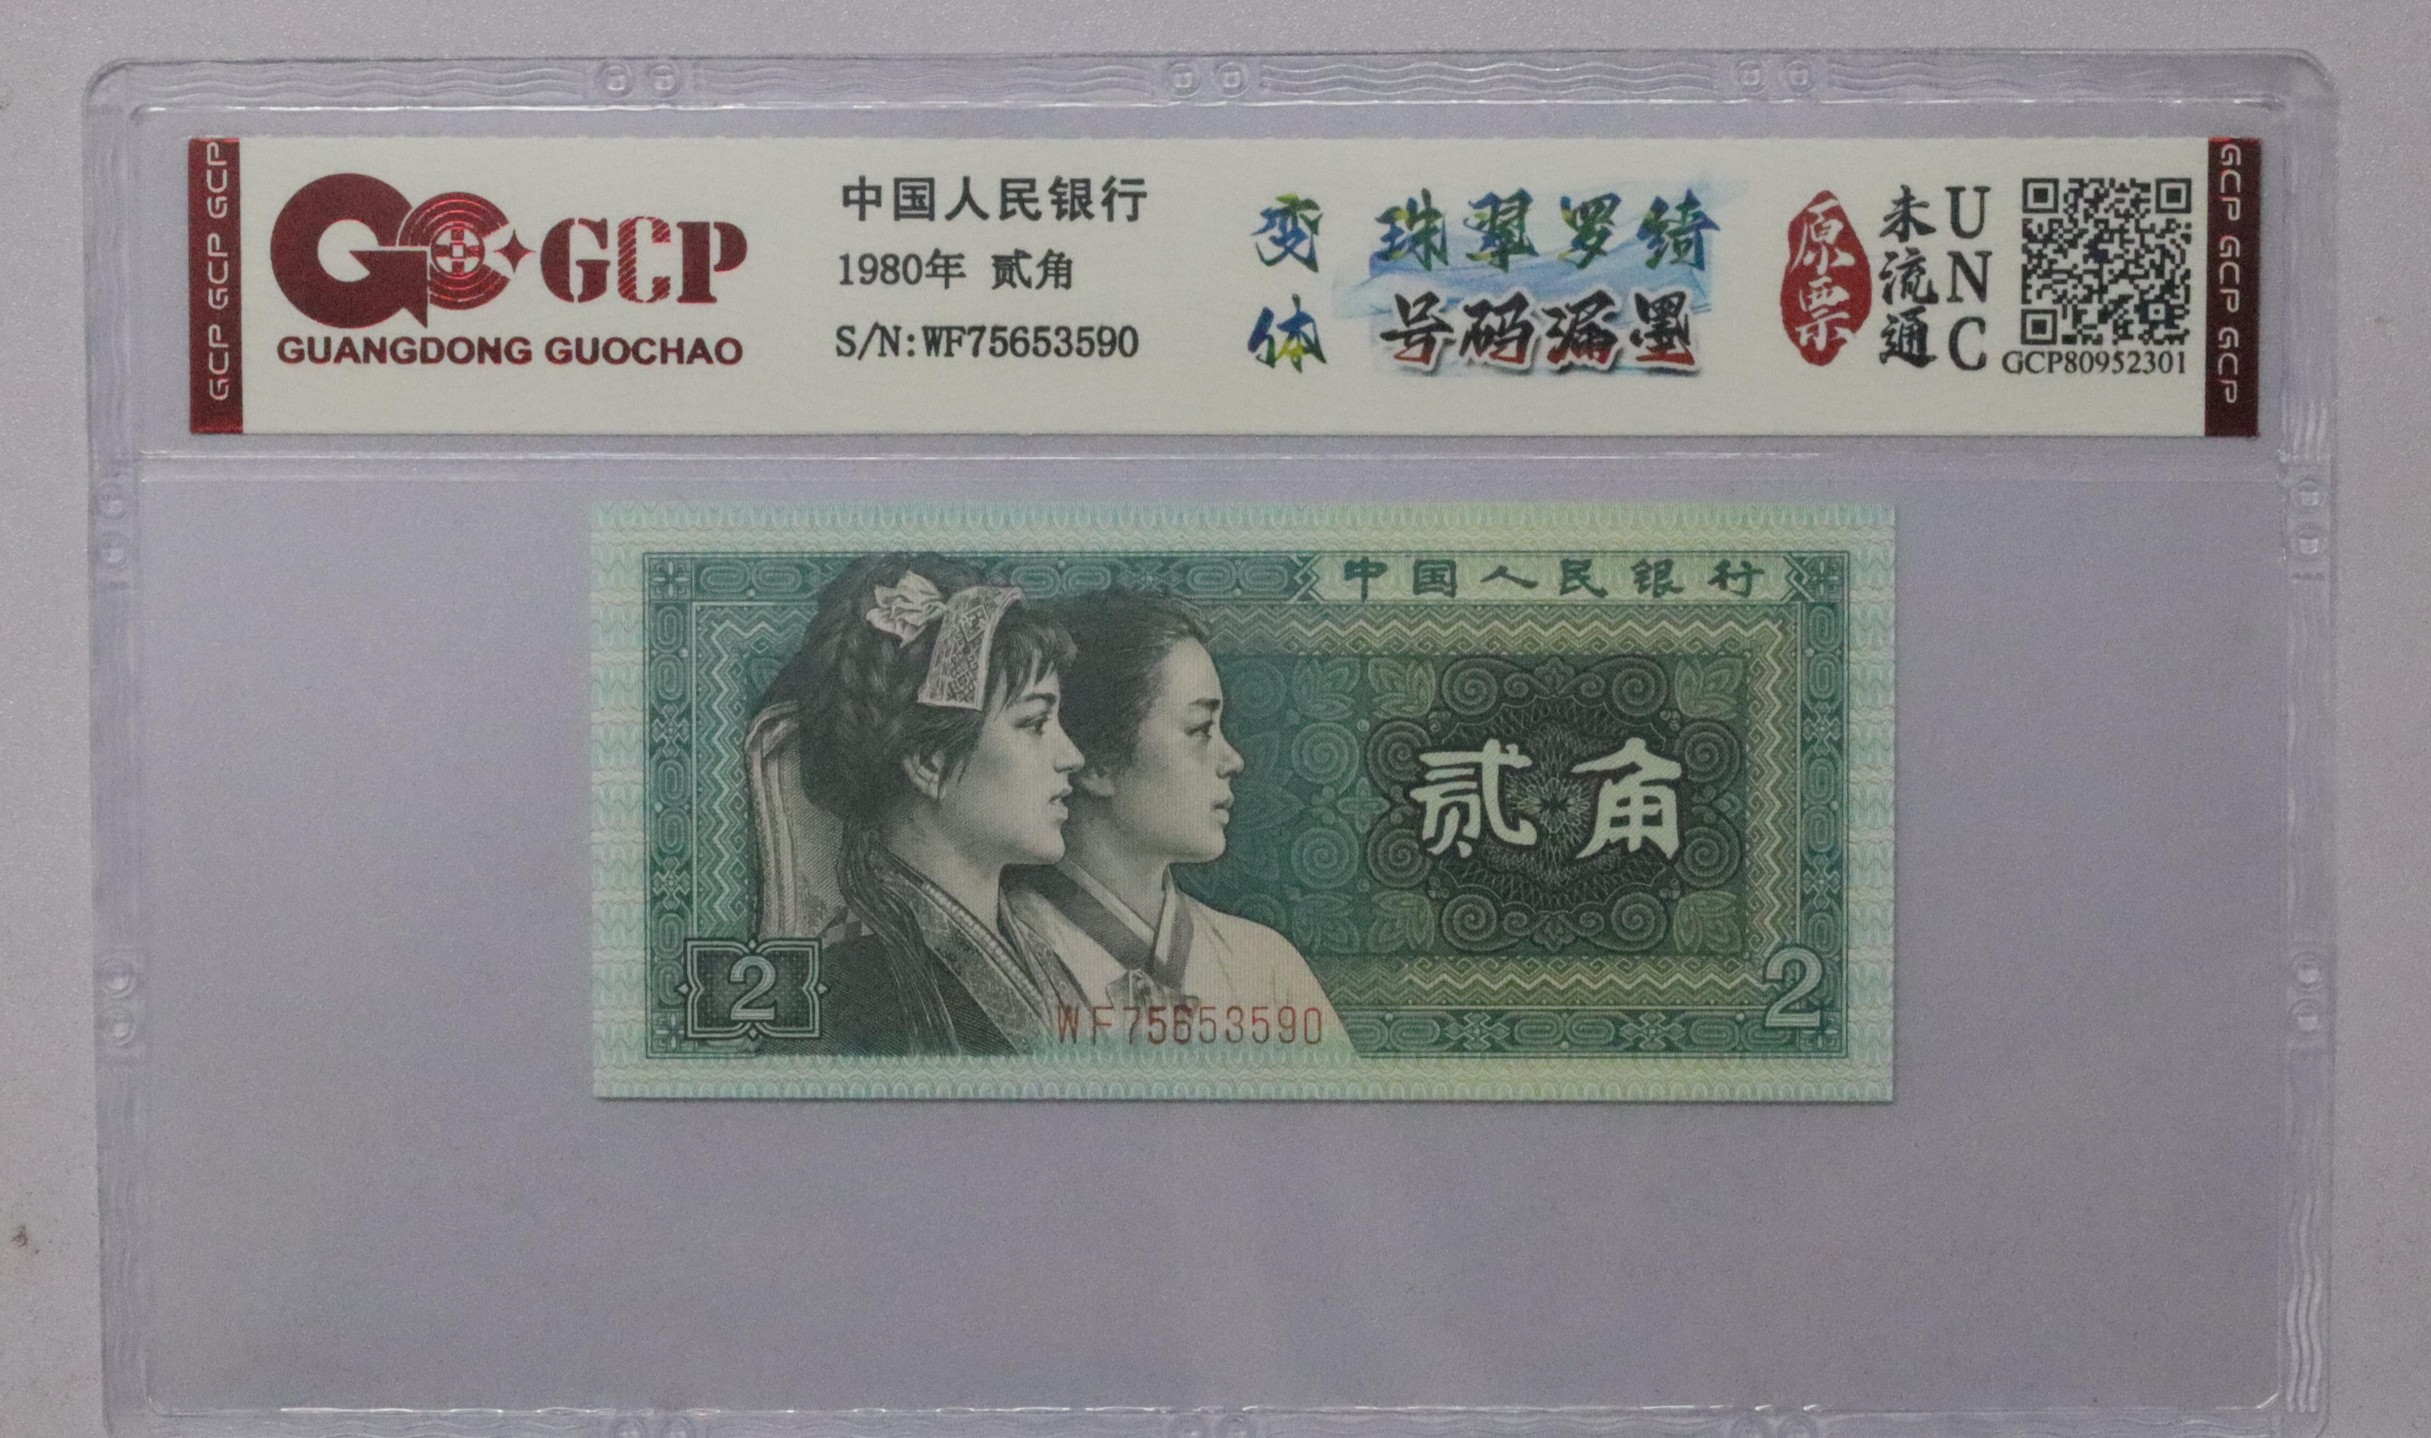 GCP GCP GCP
GCP
GUANGDONG GUOCHAO
中国人民银行
1980年 贰角
S/N:WF75653590
变体
珠翠罗绮
号码漏墨
原票
未流通
UNC
GCP80952301
GCP GCP GCP
中国人民银行
贰角
2
2
WF75653590